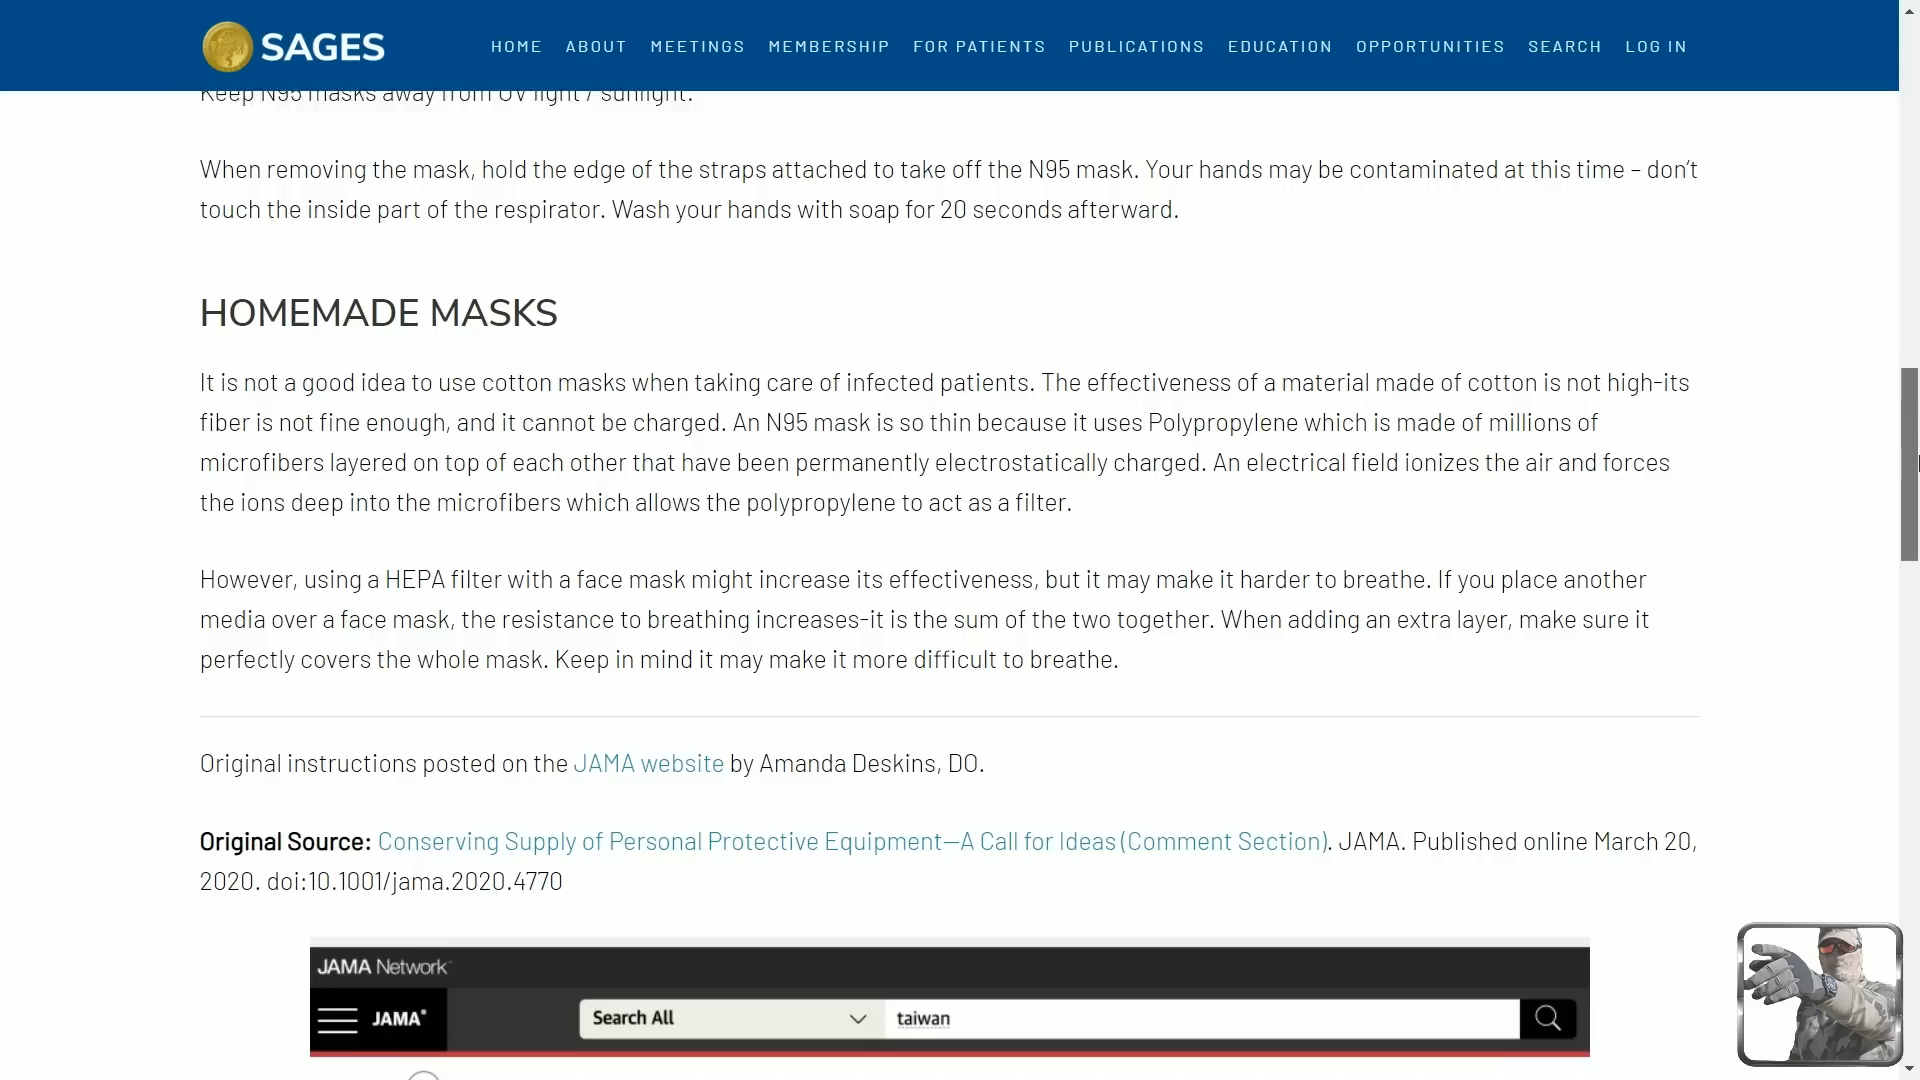 SAGES
HOME ABOUT MEETINGS MEMBERSHIP FOR PATIENTS PUBLICATIONS EDUCATION OPPORTUNITIES SEARCH LOG IN
Keep N95 masks away from UV light / sunlight.
When removing the mask, hold the edge of the straps attached to take off the N95 mask. Your hands may be contaminated at this time – don’t
touch the inside part of the respirator. Wash your hands with soap for 20 seconds afterward.
HOMEMADE MASKS
It is not a good idea to use cotton masks when taking care of infected patients. The effectiveness of a material made of cotton is not high-its
fiber is not fine enough, and it cannot be charged. An N95 mask is so thin because it uses Polypropylene which is made of millions of
microfibers layered on top of each other that have been permanently electrostatically charged. An electrical field ionizes the air and forces
the ions deep into the microfibers which allows the polypropylene to act as a filter.
However, using a HEPA filter with a face mask might increase its effectiveness, but it may make it harder to breathe. If you place another
media over a face mask, the resistance to breathing increases-it is the sum of the two together. When adding an extra layer, make sure it
perfectly covers the whole mask. Keep in mind it may make it more difficult to breathe.
Original instructions posted on the JAMA website by Amanda Deskins, DO.
Original Source: Conserving Supply of Personal Protective Equipment—A Call for Ideas (Comment Section). JAMA. Published online March 20,
2020. doi:10.1001/jama.2020.4770
JAMA Network™
JAMA® Search All taiwan